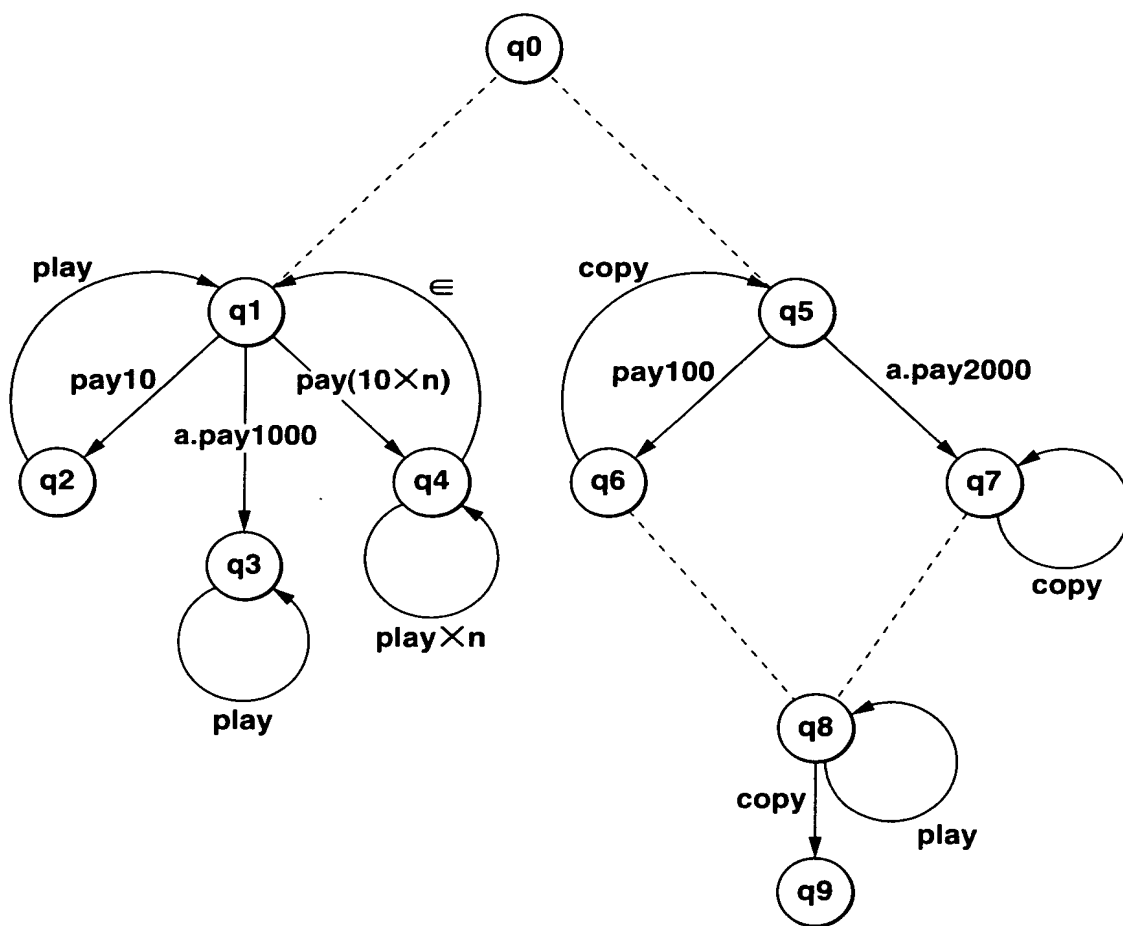 q0
play
∈
copy
q1
q5
pay10
pay(10×n)
pay100
a.pay2000
a.pay1000
q2
q4
q6
q7
q3
copy
play×n
play
q8
copy
play
q9